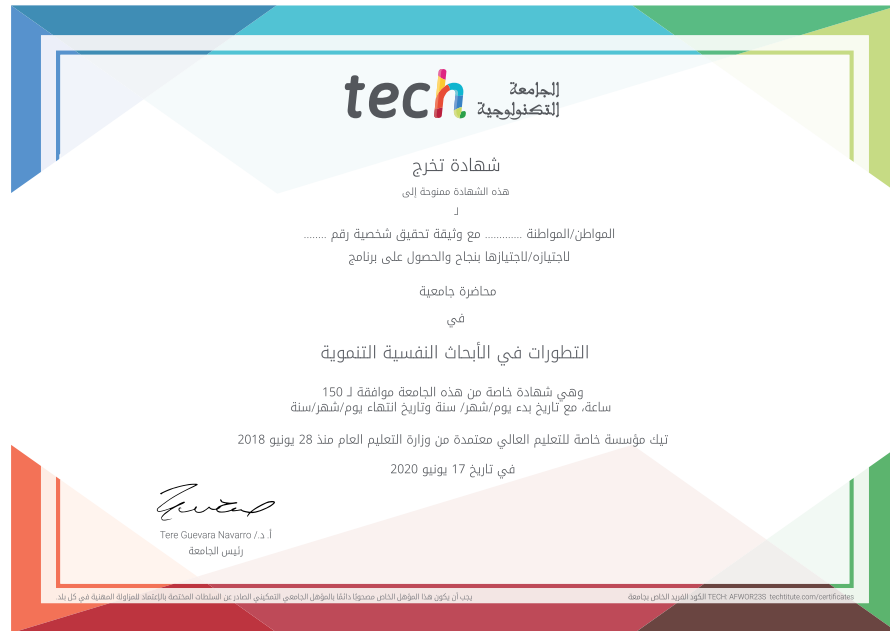 tech الجامعة
التكنولوجية
شهادة تخرج
هذه الشهادة ممنوحة إلى
لـ
المواطن/المواطنة ............. مع وثيقة تحقيق شخصية رقم ........
لاجتيازه/لاجتيازها بنجاح والحصول على برنامج
محاضرة جامعية
في
التطورات في الأبحاث النفسية التنموية
وهي شهادة خاصة من هذه الجامعة موافقة لـ 150
ساعة، مع تاريخ بدء يوم/شهر/ سنة وتاريخ انتهاء يوم/شهر/سنة
تيك مؤسسة خاصة للتعليم العالي معتمدة من وزارة التعليم العام منذ 28 يونيو 2018
في تاريخ 17 يونيو 2020
أ. د./ Tere Guevara Navarro
رئيس الجامعة
يجب أن يكون هذا المؤهل الخاص مصحوبًا دائمًا بالمؤهل الجامعي التمكيني الصادر عن السلطات المختصة بالإعتماد للمزاولة المهنية في كل بلد.
الكود الفريد الخاص بجامعة TECH: AFWOR23S techtitute.com/certificates